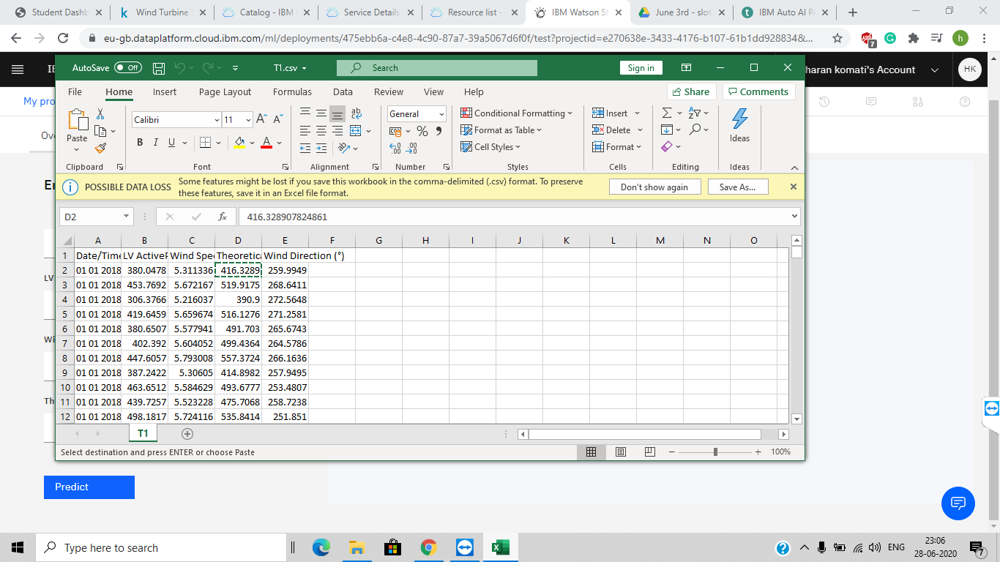 Student Dashb
Wind Turbine S
Catalog - IBM
Service Details
Resource list -
IBM Watson St
June 3rd - slot
IBM Auto AI PA
eu-gb.dataplatform.cloud.ibm.com/ml/deployments/475ebb6a-c4e8-4c90-87a7-39a5067d6f0f/test?projectid=e270638e-3433-4176-b107-61b1dd928834&...
7
h
IB
haran komati's Account
HK
My pro
Ov
AutoSave Off
T1.csv
Search
Sign in
File Home Insert Page Layout Formulas Data Review View Help
Share Comments
Paste
Calibri 11
B I U
General
Conditional Formatting
Format as Table
Cell Styles
Insert
Delete
Format
Ideas
Clipboard Font Alignment Number Styles Cells Editing Ideas
POSSIBLE DATA LOSS Some features might be lost if you save this workbook in the comma-delimited (.csv) format. To preserve
these features, save it in an Excel file format.
Don't show again
Save As...
D2
fx
416.328907824861
A B C D E F G H I J K L M N O
1 Date/Time LV ActiveP Wind Spee Theoretica Wind Direction (°)
2 01 01 2018 380.0478 5.311336 416.3289 259.9949
3 01 01 2018 453.7692 5.672167 519.9175 268.6411
4 01 01 2018 306.3766 5.216037 390.9 272.5648
5 01 01 2018 419.6459 5.659674 516.1276 271.2581
6 01 01 2018 380.6507 5.577941 491.703 265.6743
7 01 01 2018 402.392 5.604052 499.4364 264.5786
8 01 01 2018 447.6057 5.793008 557.3724 266.1636
9 01 01 2018 387.2422 5.30605 414.8982 257.9495
10 01 01 2018 463.6512 5.584629 493.6777 253.4807
11 01 01 2018 439.7257 5.523228 475.7068 258.7238
12 01 01 2018 498.1817 5.724116 535.8414 251.851
T1
Select destination and press ENTER or choose Paste
100%
En
LV
Wi
Th
Predict
Type here to search
ENG
23:06
28-06-2020
7